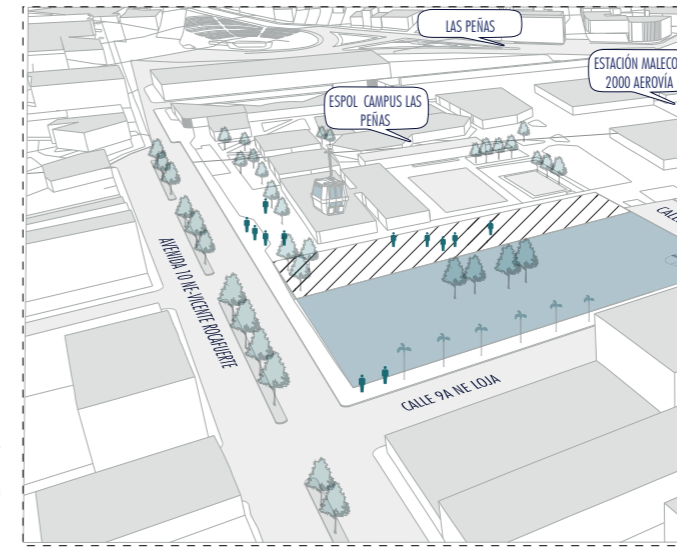 LAS PEÑAS
ESTACIÓN MALECO
2000 AEROVÍA
ESPOL CAMPUS LAS
PEÑAS
CALL
AVENIDA 10 NE-VICENTE ROCAFUERTE
CALLE 9A NE LOJA